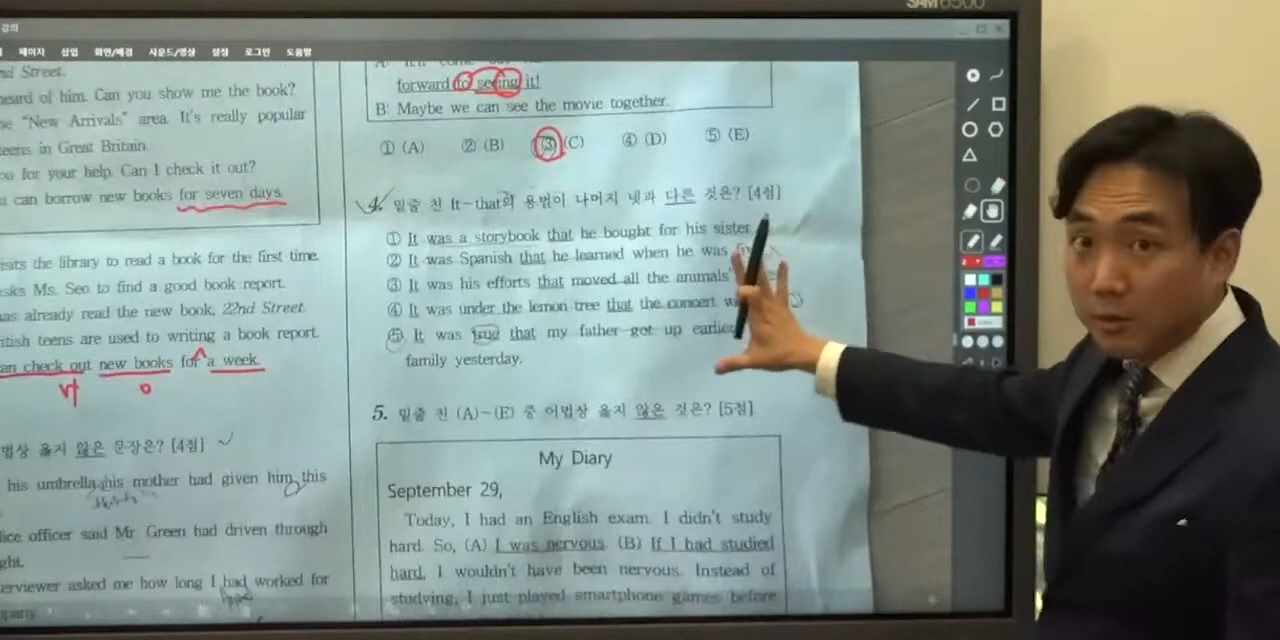 SAM6500
강의
페이지 삽입 화면/배경 사운드/영상 설정 로그인 도움말
nd Street.
heard of him. Can you show me the book?
"New Arrivals" area. It's really popular
teens in Great Britain.
ou for your help. Can I check it out?
can borrow new books for seven days.
isits the library to read a book for the first time.
asks Ms. Seo to find a good book report.
has already read the new book, 22nd Street.
itish teens are used to writing a book report.
an check out new books for a week.
o
법상 옳지 않은 문장은? [4점]
his umbrella his mother had given him this
lice officer said Mr. Green had driven through
ght.
erviewer asked me how long I had worked for
pany.
forward to seeing it!
B: Maybe we can see the movie together.
① (A) ② (B) ③ (C) ④ (D) ⑤ (E)
4. 밑줄 친 It-that의 용법이 나머지 넷과 다른 것은? [4점]
① It was a storybook that he bought for his sister.
② It was Spanish that he learned when he was
③ It was his efforts that moved all the animals'
④ It was under the lemon tree that the concert w
⑤ It was true that my father got up earlier
family yesterday.
5. 밑줄 친 (A)~(E) 중 어법상 옳지 않은 것은? [5점]
My Diary
September 29,
Today, I had an English exam. I didn't study
hard. So, (A) I was nervous. (B) If I had studied
hard, I wouldn't have been nervous. Instead of
studying, I just played smartphone games before